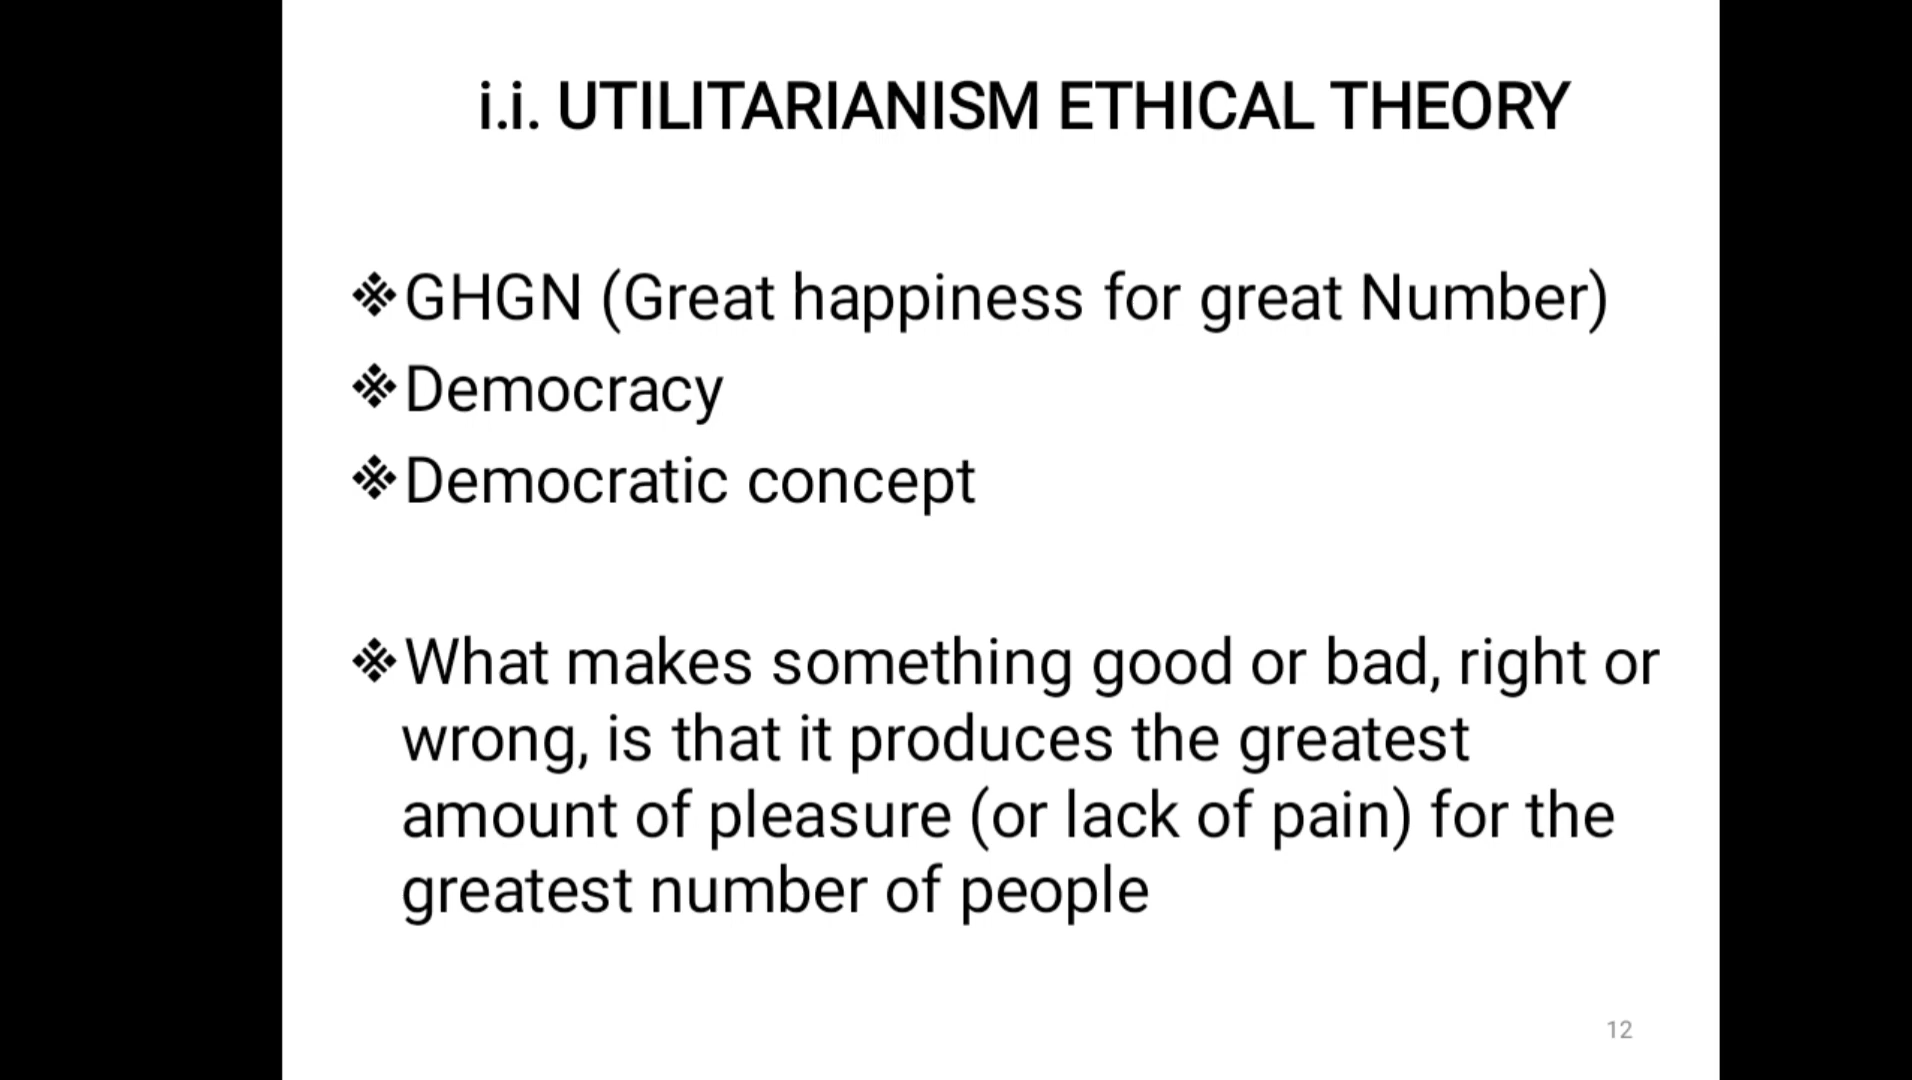 i.i. UTILITARIANISM ETHICAL THEORY
❖GHGN (Great happiness for great Number)
❖Democracy
❖Democratic concept
❖What makes something good or bad, right or
wrong, is that it produces the greatest
amount of pleasure (or lack of pain) for the
greatest number of people
12